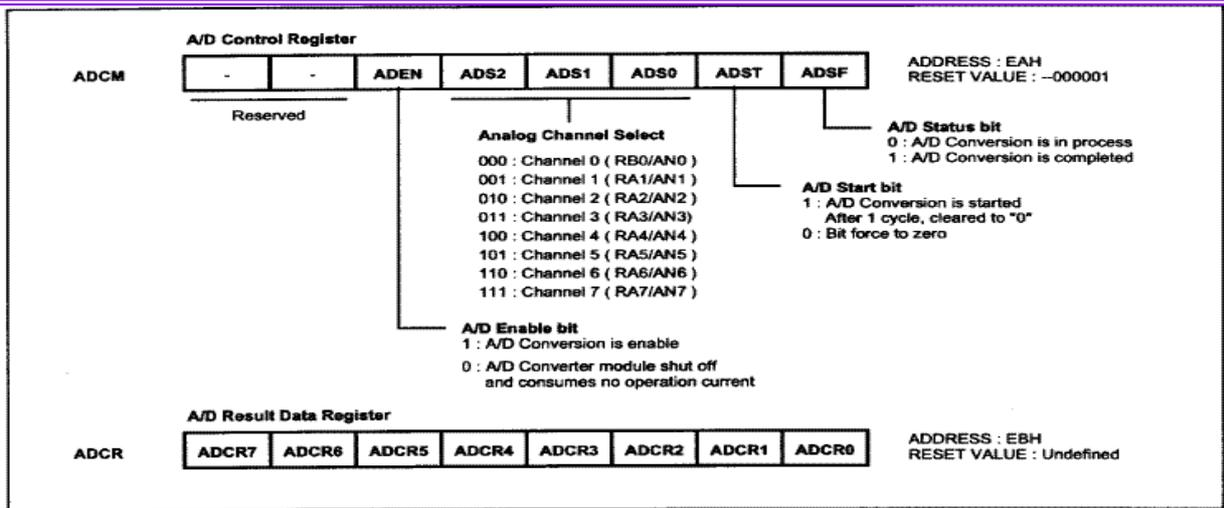 A/D Control Register
ADCM
- - ADEN ADS2 ADS1 ADS0 ADST ADSF
ADDRESS : EAH
RESET VALUE : --000001
Reserved
Analog Channel Select
000 : Channel 0 ( RB0/AN0 )
001 : Channel 1 ( RA1/AN1 )
010 : Channel 2 ( RA2/AN2 )
011 : Channel 3 ( RA3/AN3)
100 : Channel 4 ( RA4/AN4 )
101 : Channel 5 ( RA5/AN5 )
110 : Channel 6 ( RA6/AN6 )
111 : Channel 7 ( RA7/AN7 )
A/D Status bit
0 : A/D Conversion is in process
1 : A/D Conversion is completed
A/D Start bit
1 : A/D Conversion is started
After 1 cycle, cleared to "0"
0 : Bit force to zero
A/D Enable bit
1 : A/D Conversion is enable
0 : A/D Converter module shut off
and consumes no operation current
A/D Result Data Register
ADCR
ADCR7 ADCR6 ADCR5 ADCR4 ADCR3 ADCR2 ADCR1 ADCR0
ADDRESS : EBH
RESET VALUE : Undefined